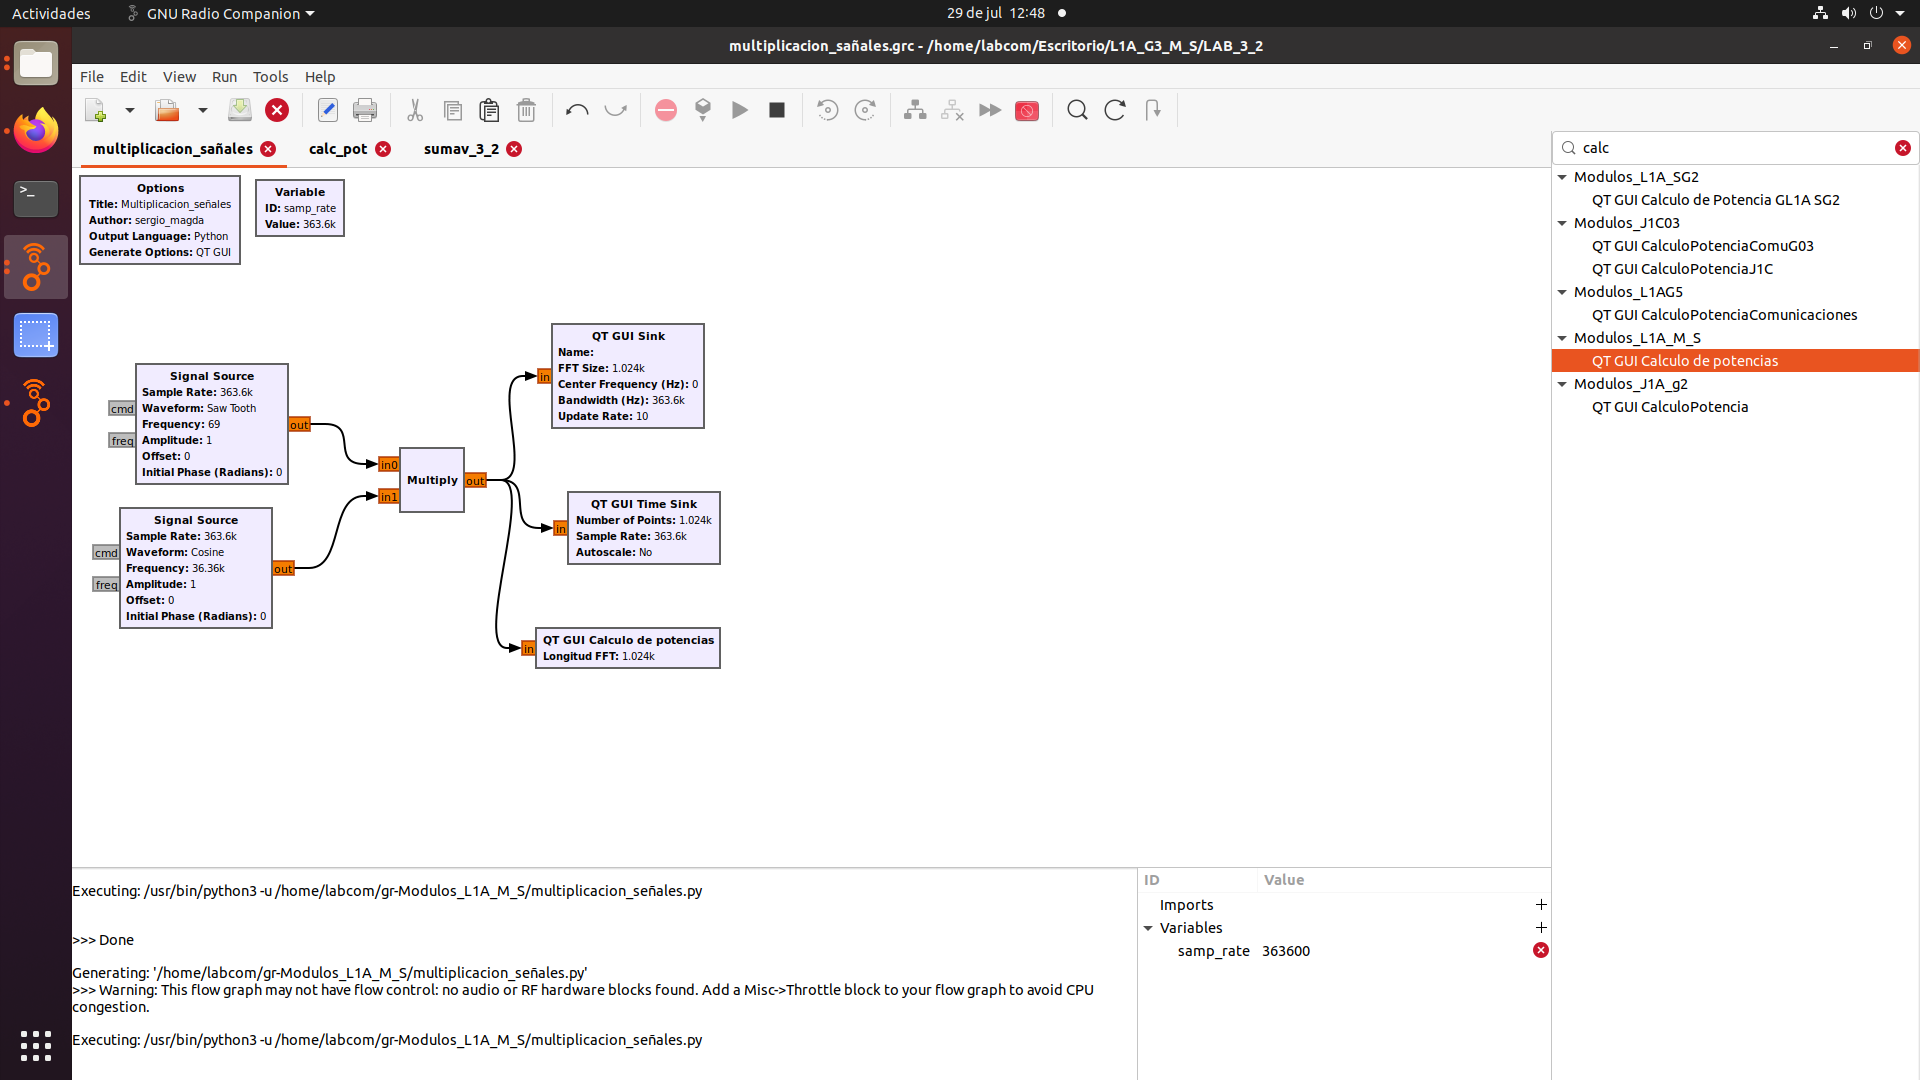 Actividades
GNU Radio Companion
29 de jul 12:48
multiplicacion_sañales.grc - /home/labcom/Escritorio/L1A_G3_M_S/LAB_3_2
File Edit View Run Tools Help
multiplicacion_sañales
calc_pot
sumav_3_2
Options
Title: Multiplicacion_señales
Author: sergio_magda
Output Language: Python
Generate Options: QT GUI
Variable
ID: samp_rate
Value: 363.6k
Signal Source
Sample Rate: 363.6k
Waveform: Saw Tooth
Frequency: 69
Amplitude: 1
Offset: 0
Initial Phase (Radians): 0
cmd
freq
out
Signal Source
Sample Rate: 363.6k
Waveform: Cosine
Frequency: 36.36k
Amplitude: 1
Offset: 0
Initial Phase (Radians): 0
cmd
freq
out
in0
in1
Multiply
out
QT GUI Sink
Name:
FFT Size: 1.024k
Center Frequency (Hz): 0
Bandwidth (Hz): 363.6k
Update Rate: 10
in
QT GUI Time Sink
Number of Points: 1.024k
Sample Rate: 363.6k
Autoscale: No
in
QT GUI Calculo de potencias
Longitud FFT: 1.024k
in
calc
Modulos_L1A_SG2
QT GUI Calculo de Potencia GL1A SG2
Modulos_J1C03
QT GUI CalculoPotenciaComuG03
QT GUI CalculoPotenciaJ1C
Modulos_L1AG5
QT GUI CalculoPotenciaComunicaciones
Modulos_L1A_M_S
QT GUI Calculo de potencias
Modulos_J1A_g2
QT GUI CalculoPotencia
Executing: /usr/bin/python3 -u /home/labcom/gr-Modulos_L1A_M_S/multiplicacion_señales.py
>>> Done
Generating: '/home/labcom/gr-Modulos_L1A_M_S/multiplicacion_señales.py'
>>> Warning: This flow graph may not have flow control: no audio or RF hardware blocks found. Add a Misc->Throttle block to your flow graph to avoid CPU
congestion.
Executing: /usr/bin/python3 -u /home/labcom/gr-Modulos_L1A_M_S/multiplicacion_señales.py
ID Value
Imports
Variables
samp_rate 363600